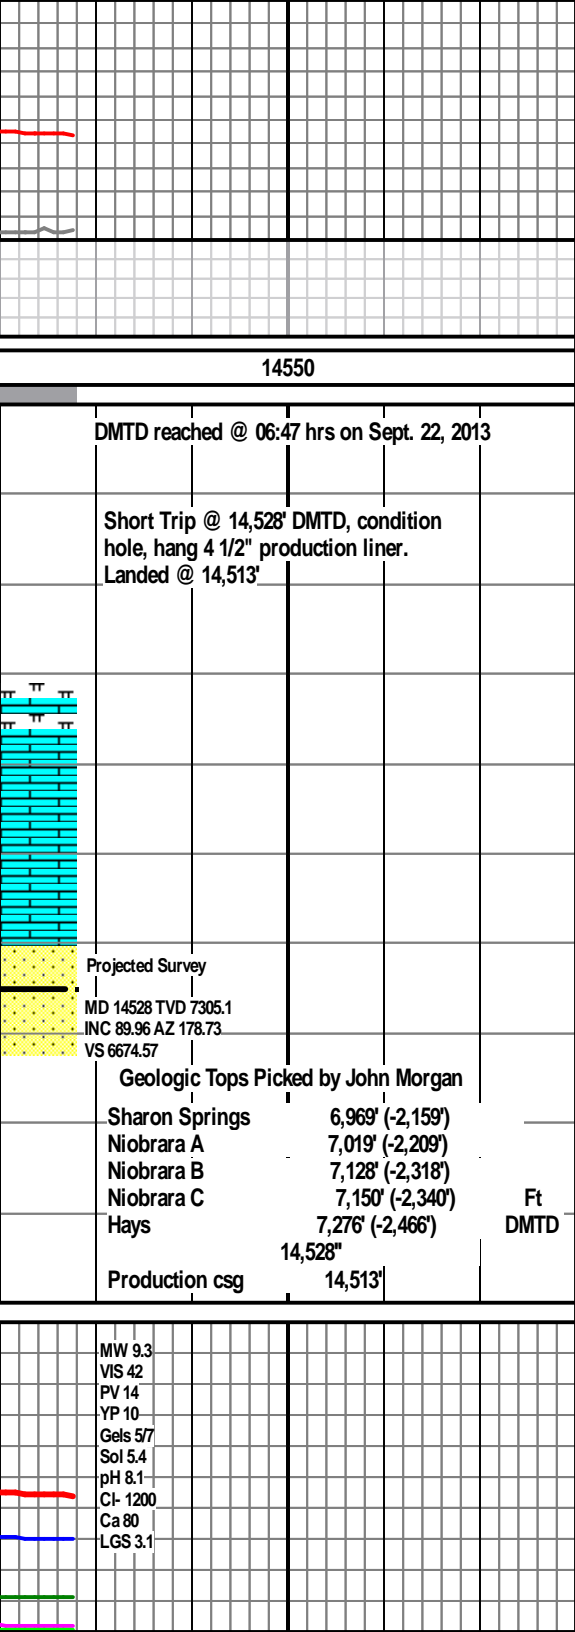 14550
DMTD reached @ 06:47 hrs on Sept. 22, 2013
Short Trip @ 14,528' DMTD, condition
hole, hang 4 1/2" production liner.
Landed @ 14,513'
Projected Survey
MD 14528 TVD 7305.1
INC 89.96 AZ 178.73
VS 6674.57
Geologic Tops Picked by John Morgan
Sharon Springs 6,969' (-2,159')
Niobrara A 7,019' (-2,209')
Niobrara B 7,128' (-2,318')
Niobrara C 7,150' (-2,340') Ft
Hays 7,276' (-2,466') DMTD
14,528"
Production csg 14,513'
MW 9.3
VIS 42
PV 14
YP 10
Gels 5/7
Sol 5.4
pH 8.1
Cl- 1200
Ca 80
LGS 3.1